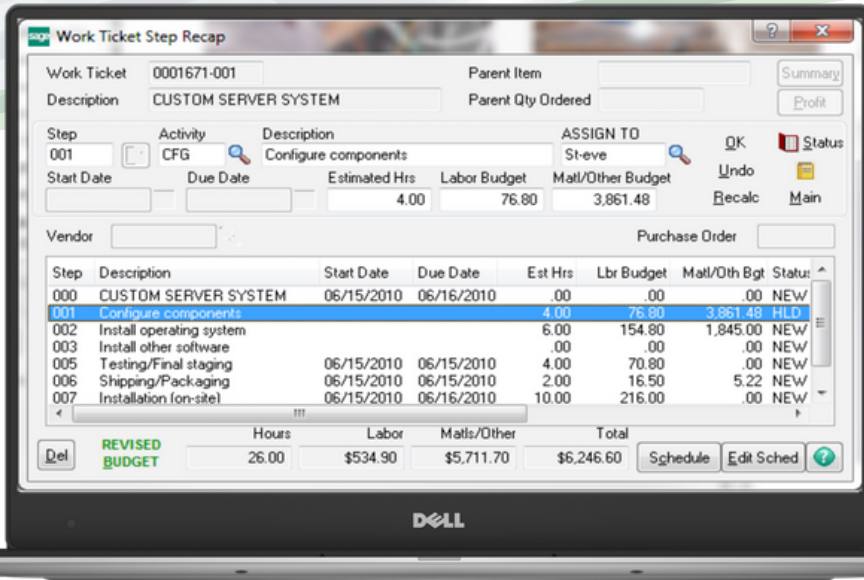 sage Work Ticket Step Recap
Work Ticket 0001671-001 Parent Item Summary
Description CUSTOM SERVER SYSTEM Parent Qty Ordered Profit
Step Activity Description ASSIGN TO
001 CFG Configure components St-eve OK Status
Start Date Due Date Estimated Hrs Labor Budget Matl/Other Budget Undo
4.00 76.80 3,861.48 Recalc Main
Vendor Purchase Order
Step Description Start Date Due Date Est Hrs Lbr Budget Matl/Oth Bgt Status
000 CUSTOM SERVER SYSTEM 06/15/2010 06/16/2010 .00 .00 .00 NEW
001 Configure components 4.00 76.80 3,861.48 HLD
002 Install operating system 6.00 154.80 1,845.00 NEW
003 Install other software .00 .00 .00 NEW
005 Testing/Final staging 06/15/2010 06/15/2010 4.00 70.80 .00 NEW
006 Shipping/Packaging 06/15/2010 06/15/2010 2.00 16.50 5.22 NEW
007 Installation (on-site) 06/15/2010 06/16/2010 10.00 216.00 .00 NEW
Hours Labor Matls/Other Total
Del REVISED BUDGET 26.00 $534.90 $5,711.70 $6,246.60 Schedule Edit Sched ?
DELL